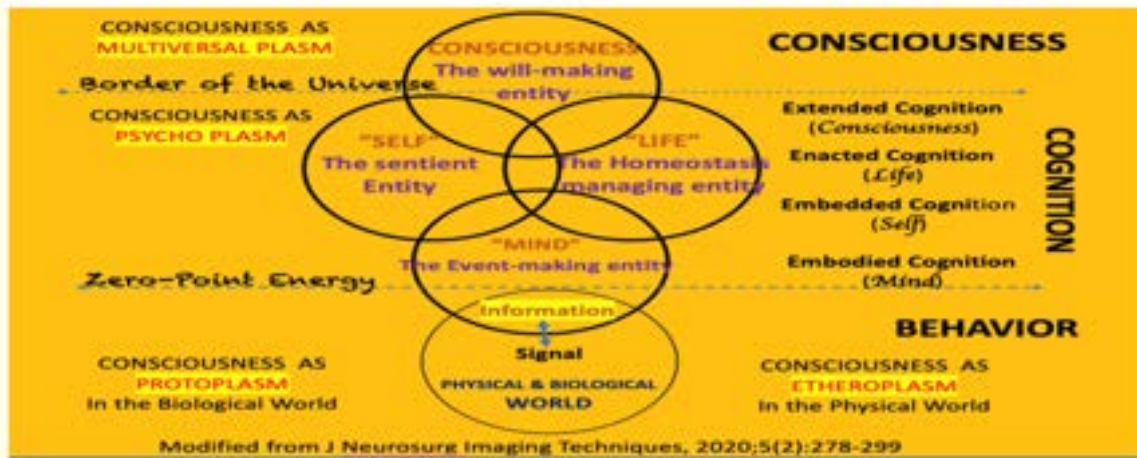 CONSCIOUSNESS AS
MULTIVERSAL PLASM
CONSCIOUSNESS
The will-making
entity
CONSCIOUSNESS
Border of the Universe
CONSCIOUSNESS AS
PSYCHO PLASM
"SELF"
The sentient
Entity
"LIFE"
The Homeostasis
managing entity
Extended Cognition
(Consciousness)
Enacted Cognition
(Life)
Embedded Cognition
(Self)
Embodied Cognition
(Mind)
COGNITION
"MIND"
The Event-making entity
Zero-Point Energy
Information
Signal
PHYSICAL & BIOLOGICAL
WORLD
BEHAVIOR
CONSCIOUSNESS AS
PROTOPLASM
In the Biological World
CONSCIOUSNESS AS
ETHEROPLASM
In the Physical World
Modified from J Neurosurg Imaging Techniques, 2020;5(2):278-299